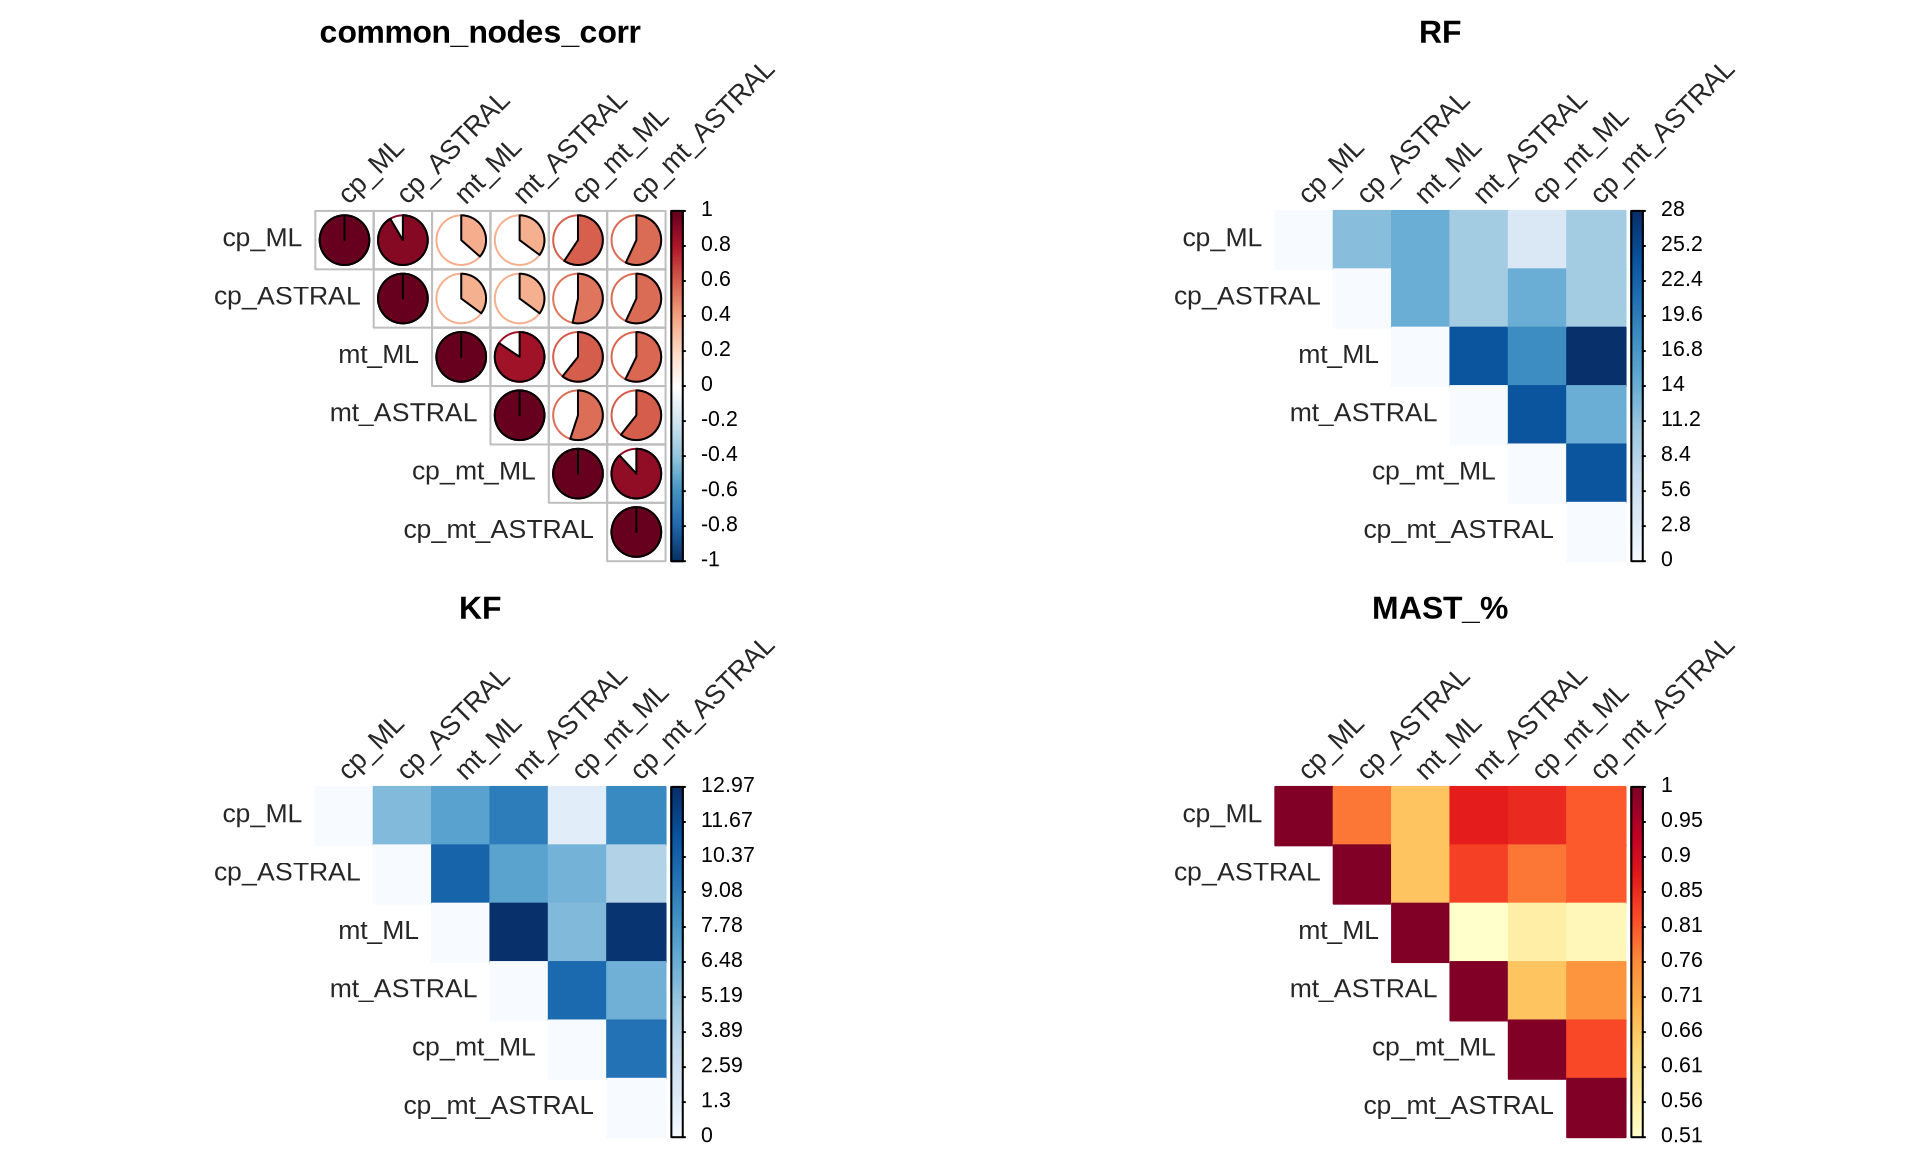 common_nodes_corr
cp_ML
cp_ASTRAL
mt_ML
mt_ASTRAL
cp_mt_ML
cp_mt_ASTRAL
cp_ML
cp_ASTRAL
mt_ML
mt_ASTRAL
cp_mt_ML
cp_mt_ASTRAL
1
0.8
0.6
0.4
0.2
0
-0.2
-0.4
-0.6
-0.8
-1
RF
cp_ML
cp_ASTRAL
mt_ML
mt_ASTRAL
cp_mt_ML
cp_mt_ASTRAL
cp_ML
cp_ASTRAL
mt_ML
mt_ASTRAL
cp_mt_ML
cp_mt_ASTRAL
28
25.2
22.4
19.6
16.8
14
11.2
8.4
5.6
2.8
0
KF
cp_ML
cp_ASTRAL
mt_ML
mt_ASTRAL
cp_mt_ML
cp_mt_ASTRAL
cp_ML
cp_ASTRAL
mt_ML
mt_ASTRAL
cp_mt_ML
cp_mt_ASTRAL
12.97
11.67
10.37
9.08
7.78
6.48
5.19
3.89
2.59
1.3
0
MAST_%
cp_ML
cp_ASTRAL
mt_ML
mt_ASTRAL
cp_mt_ML
cp_mt_ASTRAL
cp_ML
cp_ASTRAL
mt_ML
mt_ASTRAL
cp_mt_ML
cp_mt_ASTRAL
1
0.95
0.9
0.85
0.81
0.76
0.71
0.66
0.61
0.56
0.51